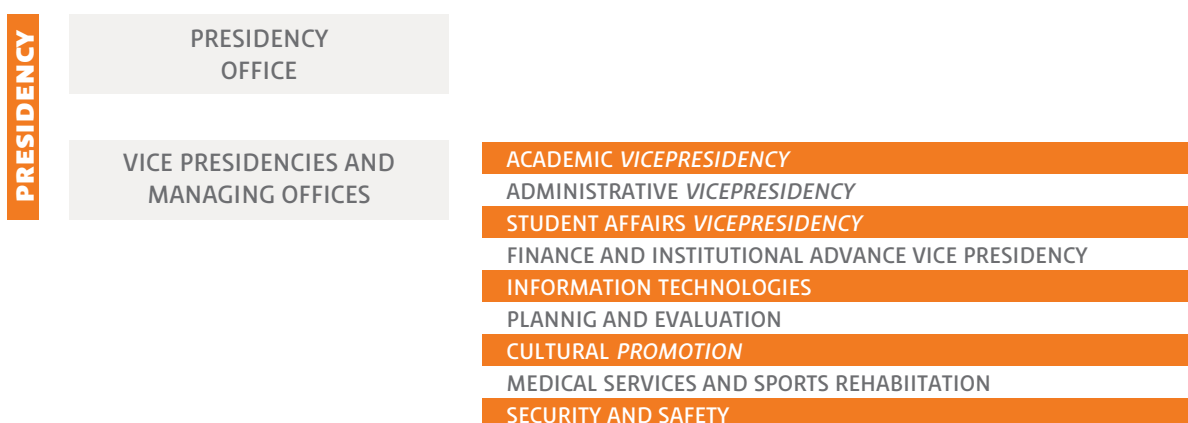 PRESIDENCY
PRESIDENCY
OFFICE
VICE PRESIDENCIES AND
MANAGING OFFICES
ACADEMIC VICEPRESIDENCY
ADMINISTRATIVE VICEPRESIDENCY
STUDENT AFFAIRS VICEPRESIDENCY
FINANCE AND INSTITUTIONAL ADVANCE VICE PRESIDENCY
INFORMATION TECHNOLOGIES
PLANNIG AND EVALUATION
CULTURAL PROMOTION
MEDICAL SERVICES AND SPORTS REHABIITATION
SECURITY AND SAFETY